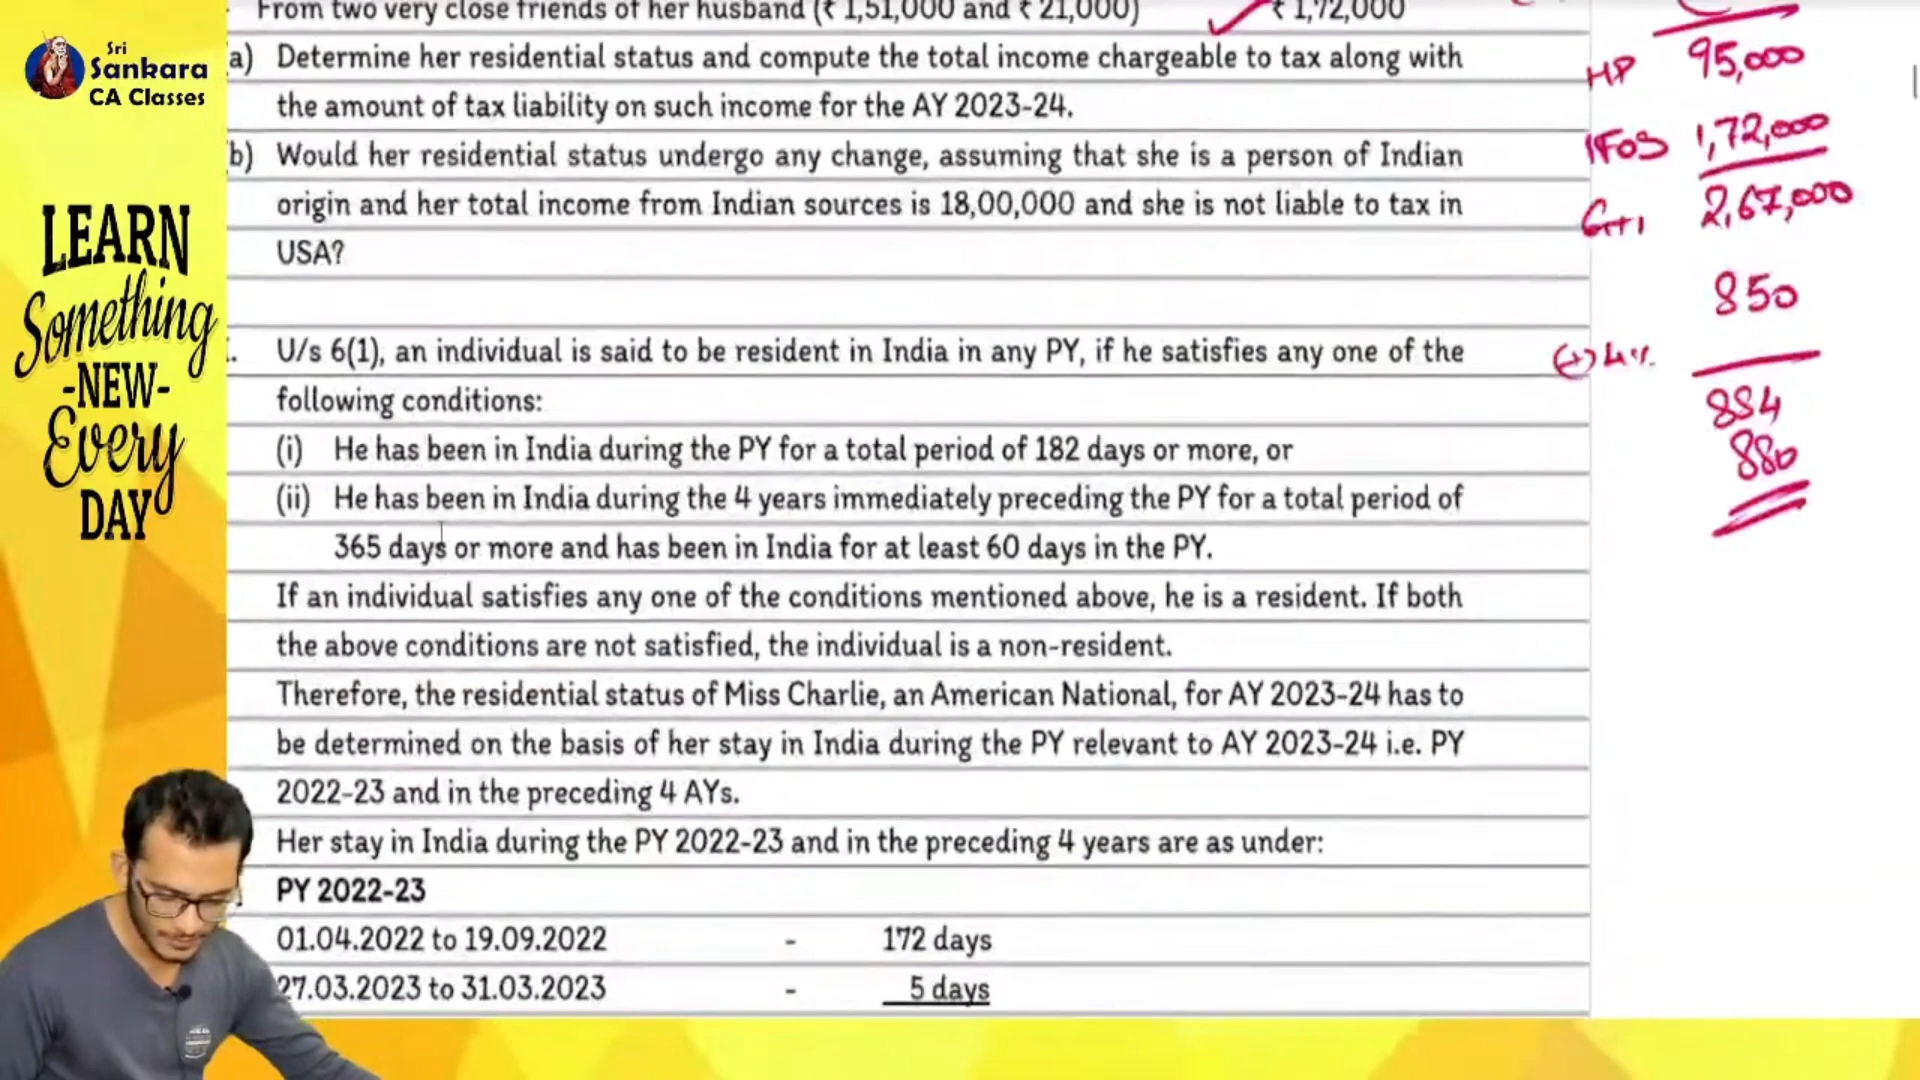 From two very close friends of her husband (₹ 1,51,000 and ₹ 21,000) ₹ 1,72,000
a) Determine her residential status and compute the total income chargeable to tax along with
the amount of tax liability on such income for the AY 2023-24.
b) Would her residential status undergo any change, assuming that she is a person of Indian
origin and her total income from Indian sources is 18,00,000 and she is not liable to tax in
USA?
U/s 6(1), an individual is said to be resident in India in any PY, if he satisfies any one of the
following conditions:
(i) He has been in India during the PY for a total period of 182 days or more, or
(ii) He has been in India during the 4 years immediately preceding the PY for a total period of
365 days or more and has been in India for at least 60 days in the PY.
If an individual satisfies any one of the conditions mentioned above, he is a resident. If both
the above conditions are not satisfied, the individual is a non-resident.
Therefore, the residential status of Miss Charlie, an American National, for AY 2023-24 has to
be determined on the basis of her stay in India during the PY relevant to AY 2023-24 i.e. PY
2022-23 and in the preceding 4 AYs.
Her stay in India during the PY 2022-23 and in the preceding 4 years are as under:
PY 2022-23
01.04.2022 to 19.09.2022 - 172 days
27.03.2023 to 31.03.2023 - 5 days
HP 95,000
IFOS 1,72,000
GTI 2,67,000
850
(+) 4%
884
880
Sri
Sankara
CA Classes
LEARN
Something
-NEW-
Every
DAY